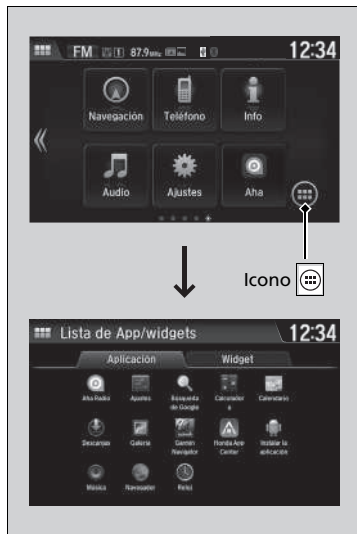 FM 87.9 MHz 12:34
Navegación Teléfono Info
Audio Ajustes Aha
Icono
Lista de App/widgets 12:34
Aplicación Widget
Aha Radio Ajustes Búsqueda de Google Calculadora Calendario
Descargas Galería Garmin Navigator Honda App Center Instalar la aplicación
Música Navegador Reloj